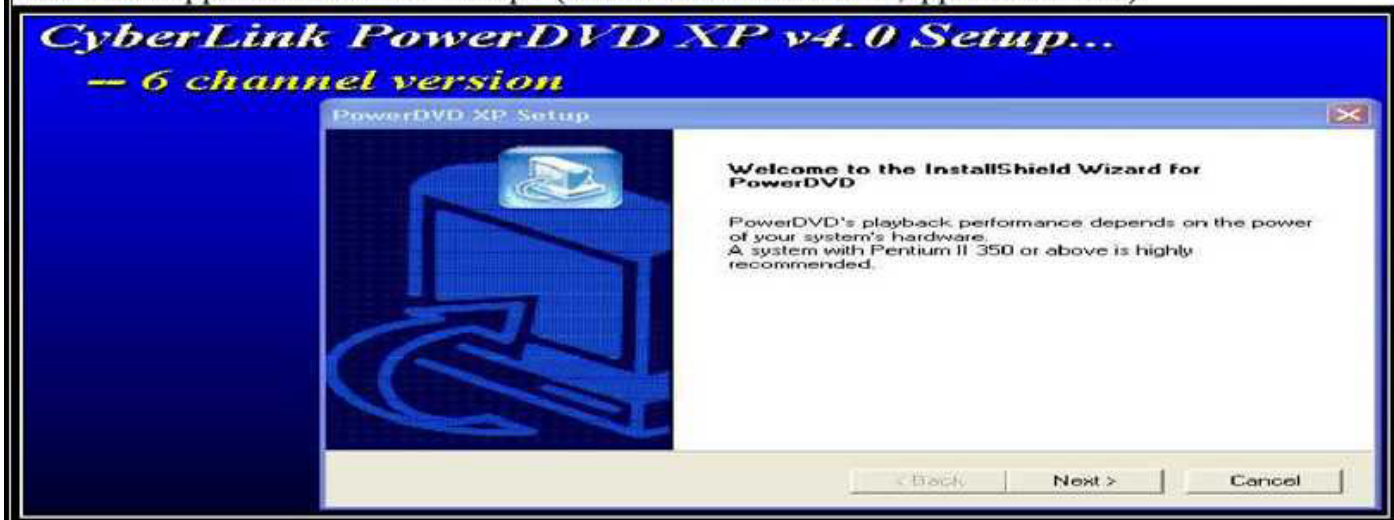 CyberLink PowerDVD XP v4.0 Setup...
-- 6 channel version
PowerDVD XP Setup
Welcome to the InstallShield Wizard for
PowerDVD
PowerDVD's playback performance depends on the power
of your system's hardware.
A system with Pentium II 350 or above is highly
recommended.
< Back
Next >
Cancel